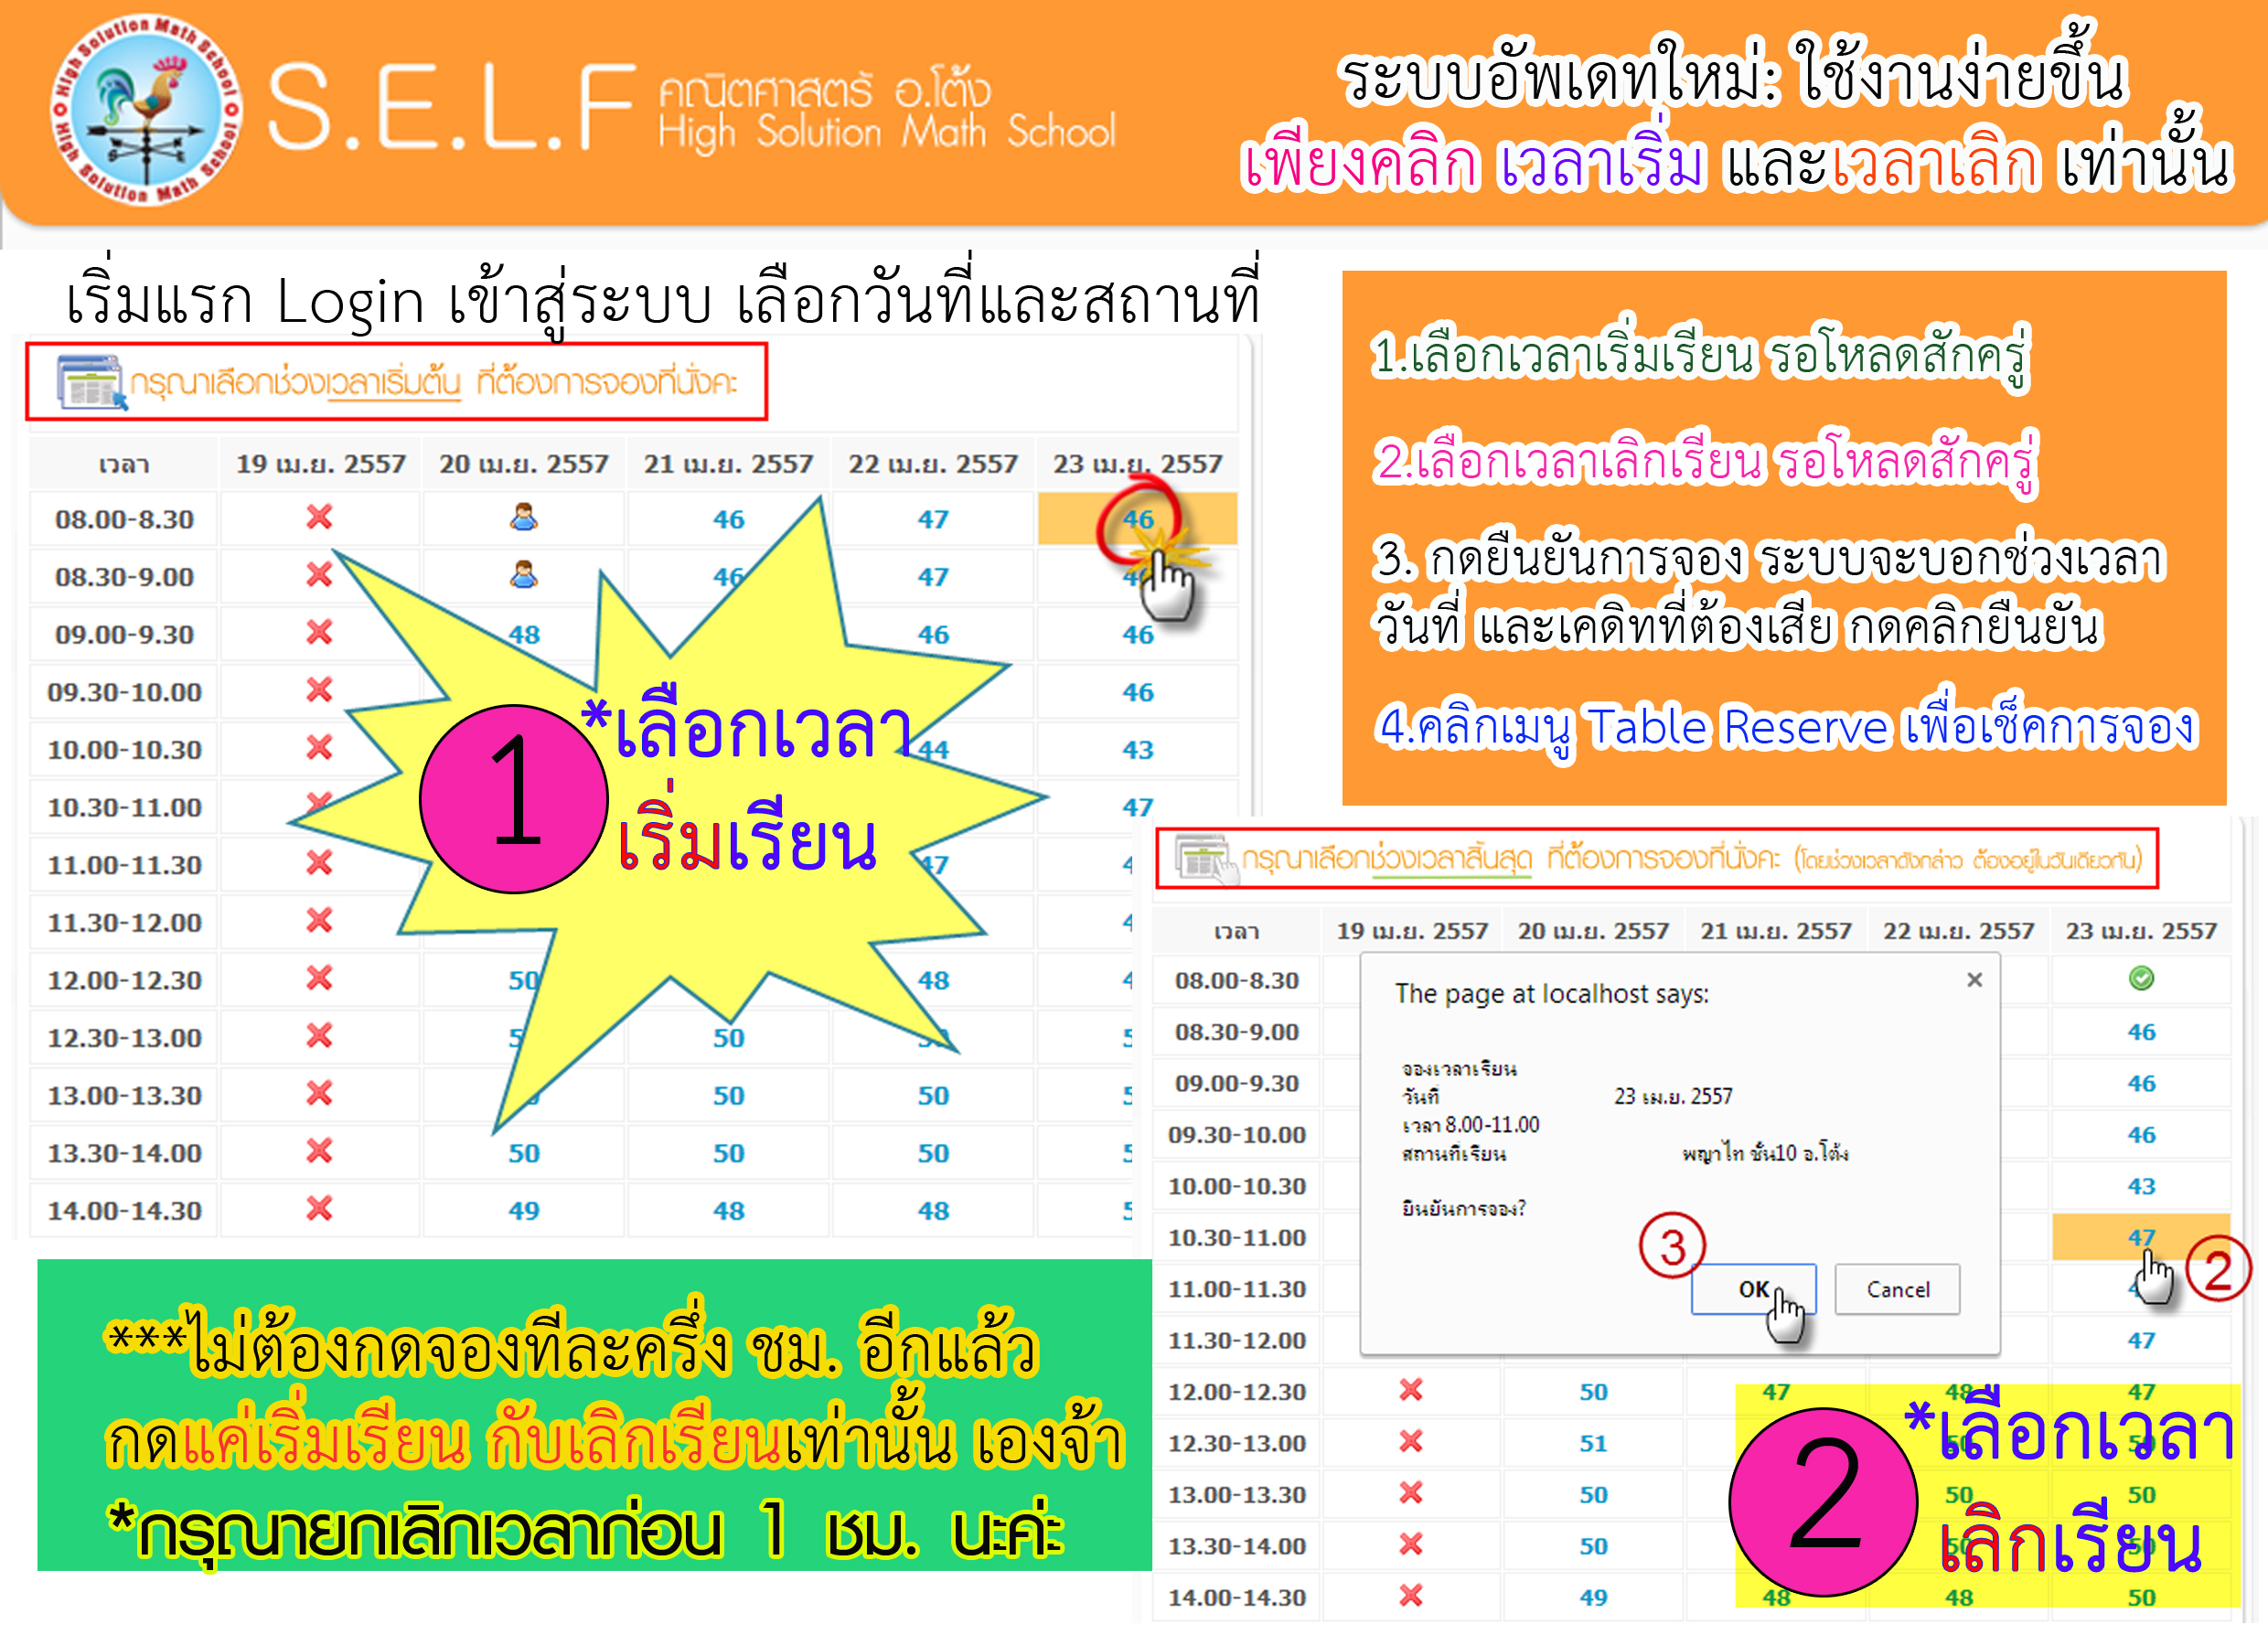 High Solution Math School
High Solution Math School
S.E.L.F
คณิตศาสตร์ อ.โต้ง
High Solution Math School
ระบบอัพเดทใหม่: ใช้งานง่ายขึ้น
เพียงคลิก เวลาเริ่ม และเวลาเลิก เท่านั้น
เริ่มแรก Login เข้าสู่ระบบ เลือกวันที่และสถานที่
กรุณาเลือกช่วงเวลาเริ่มต้น ที่ต้องการจองที่นั่งคะ
เวลา 19 เม.ย. 2557 20 เม.ย. 2557 21 เม.ย. 2557 22 เม.ย. 2557 23 เม.ย. 2557
08.00-8.30 46 47 46
08.30-9.00 46 47
09.00-9.30 48 46 46
09.30-10.00 46
10.00-10.30 44 43
10.30-11.00 47
11.00-11.30 47
11.30-12.00
12.00-12.30 50 48
12.30-13.00 50
13.00-13.30 50 50
13.30-14.00 50 50 50
14.00-14.30 49 48 48
1
*เลือกเวลา
เริ่มเรียน
1.เลือกเวลาเริ่มเรียน รอโหลดสักครู่
2.เลือกเวลาเลิกเรียน รอโหลดสักครู่
3. กดยืนยันการจอง ระบบจะบอกช่วงเวลา
วันที่ และเคดิทที่ต้องเสีย กดคลิกยืนยัน
4.คลิกเมนู Table Reserve เพื่อเช็คการจอง
กรุณาเลือกช่วงเวลาสิ้นสุด ที่ต้องการจองที่นั่งคะ (โดยช่วงเวลาดังกล่าว ต้องอยู่ในวันเดียวกัน)
เวลา 19 เม.ย. 2557 20 เม.ย. 2557 21 เม.ย. 2557 22 เม.ย. 2557 23 เม.ย. 2557
08.00-8.30
08.30-9.00 46
09.00-9.30 46
09.30-10.00 46
10.00-10.30 43
10.30-11.00 47
11.00-11.30
11.30-12.00 47
12.00-12.30 50 47 48 47
12.30-13.00 51 50 50
13.00-13.30 50 50 50
13.30-14.00 50 50 50
14.00-14.30 49 48 48 50
The page at localhost says:
×
จองเวลาเรียน
วันที่ 23 เม.ย. 2557
เวลา 8.00-11.00
สถานที่เรียน พญาไท ชั้น10 อ.โต้ง
ยืนยันการจอง?
3
OK Cancel
2
2
*เลือกเวลา
เลิกเรียน
***ไม่ต้องกดจองทีละครึ่ง ชม. อีกแล้ว
กดแค่เริ่มเรียน กับเลิกเรียนเท่านั้น เองจ้า
*กรุณายกเลิกเวลาก่อน 1 ชม. นะค่ะ